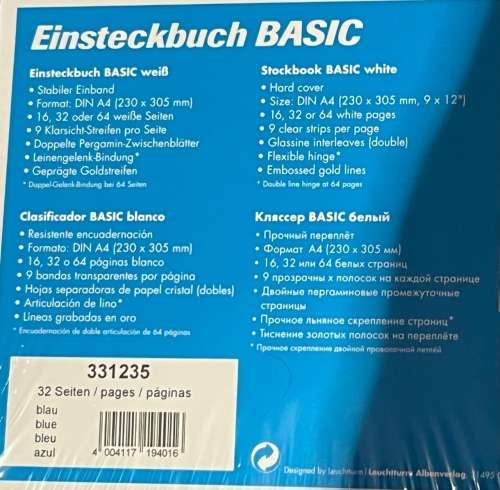 Einsteckbuch BASIC
Einsteckbuch BASIC weiß
• Stabiler Einband
• Format: DIN A4 (230 x 305 mm)
• 16, 32 oder 64 weiße Seiten
• 9 Klarsicht-Streifen pro Seite
• Doppelte Pergamin-Zwischenblätter
• Leinengelenk-Bindung*
• Geprägte Goldstreifen
* Duppel-Gelenk-Bindung bei 64 Seiten
Stockbook BASIC white
• Hard cover
• Size: DIN A4 (230 x 305 mm, 9 x 12")
• 16, 32 or 64 white pages
• 9 clear strips per page
• Glassine interleaves (double)
• Flexible hinge*
• Embossed gold lines
* Double line hinge at 64 pages
Clasificador BASIC blanco
• Resistente encuadernación
• Formato: DIN A4 (230 x 305 mm)
• 16, 32 o 64 páginas blanco
• 9 bandas transparentes por página
• Hojas separadoras de papel cristal (dobles)
• Articulación de lino*
• Líneas grabadas en oro
* Encuadernación de doble articulación de 64 páginas
Кляссер BASIC белый
• Прочный переплёт
• Формат А4 (230 x 305 мм)
• 16, 32 или 64 белых страниц
• 9 прозрачны х полосок на каждой странице
• Двойные пергаминовые промежуточные
страницы
• Прочное льняное скрепление страниц*
• Тиснение золотых полосок на переплёте
* Прочное скрепление двойной проволочной петлёй
331235
32 Seiten / pages / páginas
blau
blue
bleu
azul
4 004117 194016
Designed by Leuchtturm | Leuchtturm Albenverlag,